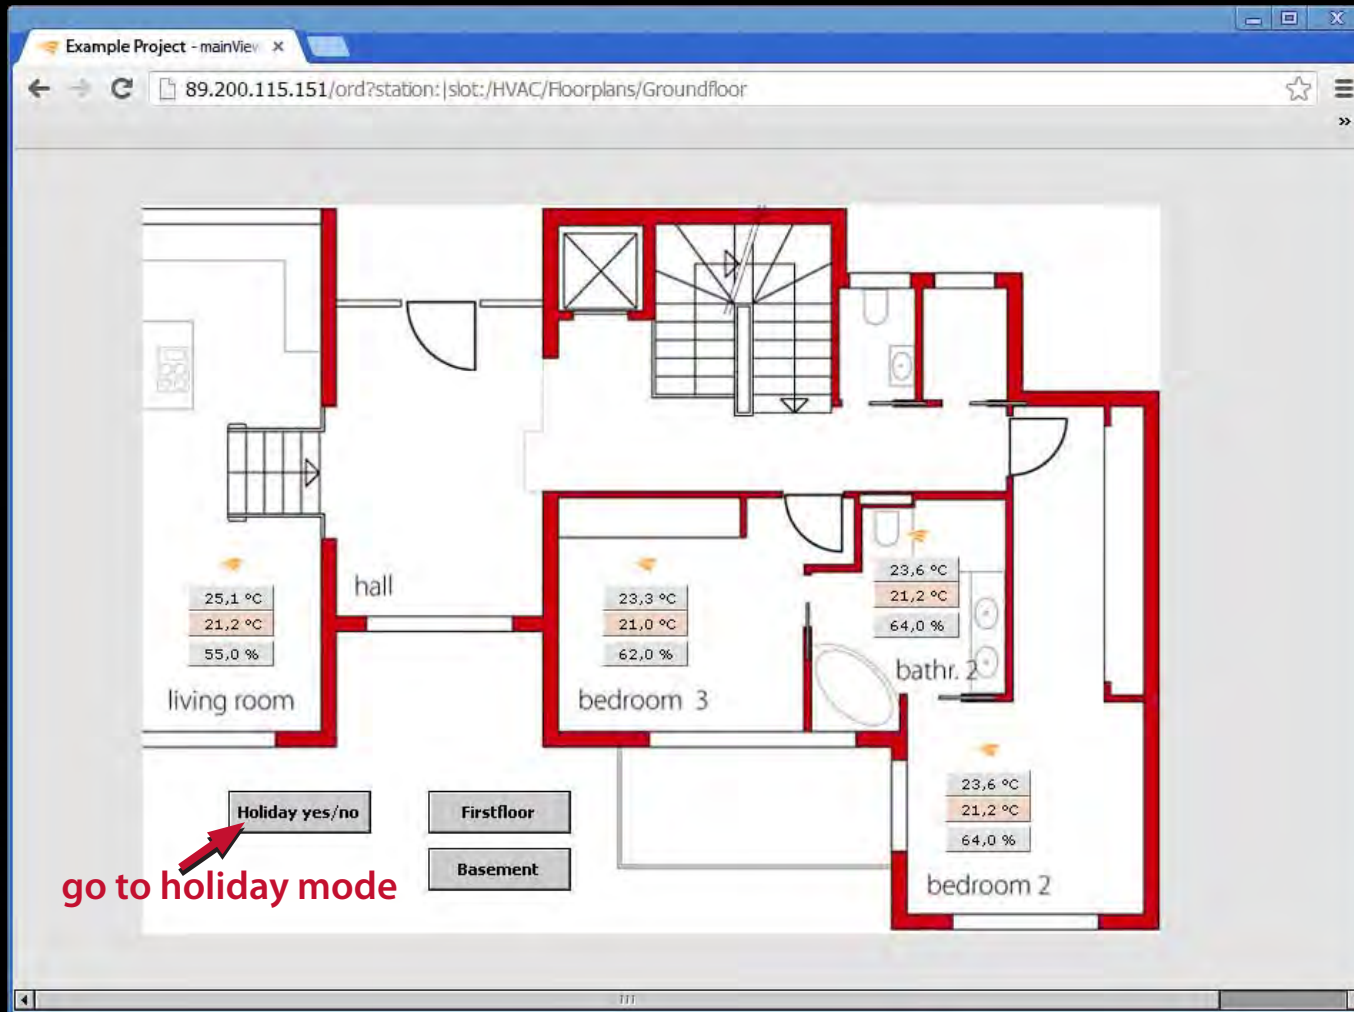 Example Project - mainView
89.200.115.151/ord?station:|slot:/HVAC/Floorplans/Groundfloor
»
hall
25,1 °C
21,2 °C
55,0 %
living room
23,3 °C
21,0 °C
62,0 %
bedroom 3
23,6 °C
21,2 °C
64,0 %
bathr. 2
23,6 °C
21,2 °C
64,0 %
bedroom 2
Holiday yes/no
Firstfloor
Basement
go to holiday mode